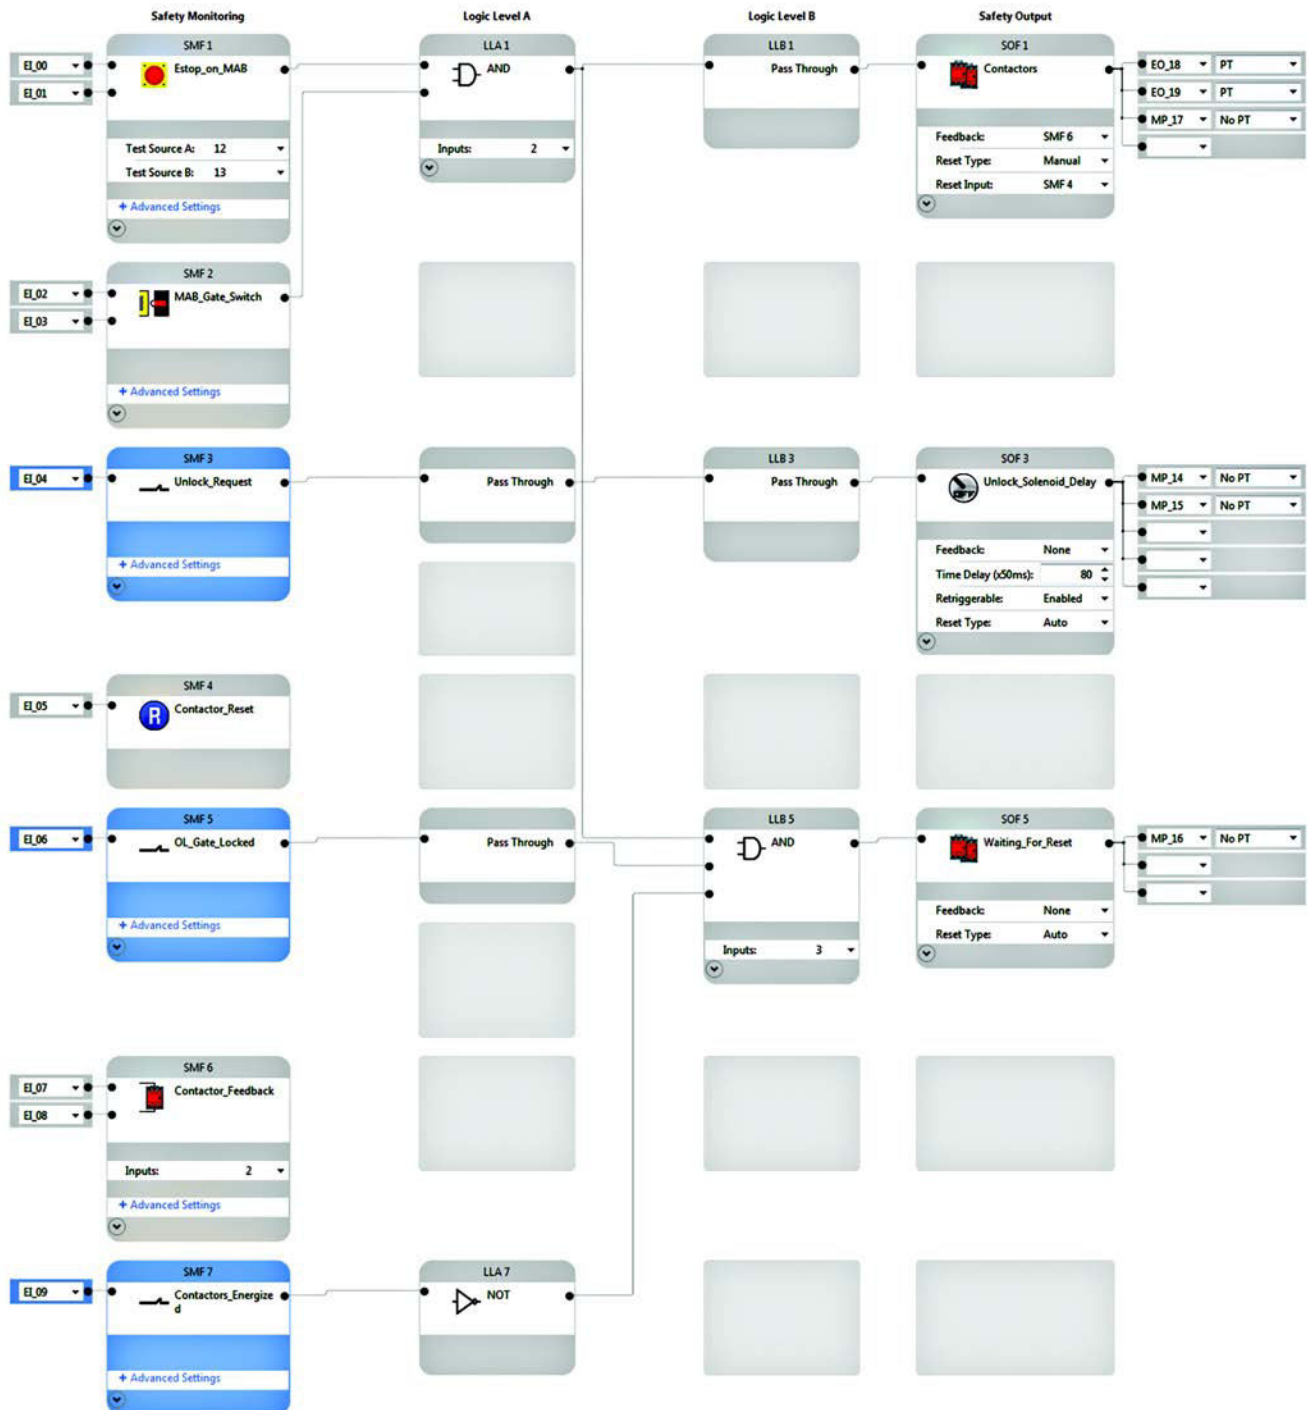 Safety Monitoring
Logic Level A
Logic Level B
Safety Output
SMF 1
Estop_on_MAB
EI_00
EI_01
Test Source A: 12
Test Source B: 13
+ Advanced Settings
LLA 1
AND
Inputs: 2
LLB 1
Pass Through
SOF 1
Contactors
Feedback: SMF 6
Reset Type: Manual
Reset Input: SMF 4
EO_18 PT
EO_19 PT
MP_17 No PT
SMF 2
MAB_Gate_Switch
EI_02
EI_03
+ Advanced Settings
SMF 3
Unlock_Request
EI_04
+ Advanced Settings
Pass Through
LLB 3
Pass Through
SOF 3
Unlock_Solenoid_Delay
Feedback: None
Time Delay (x50ms): 80
Retriggerable: Enabled
Reset Type: Auto
MP_14 No PT
MP_15 No PT
SMF 4
Contactor_Reset
EI_05
R
SMF 5
OL_Gate_Locked
EI_06
+ Advanced Settings
Pass Through
LLB 5
AND
Inputs: 3
SOF 5
Waiting_For_Reset
Feedback: None
Reset Type: Auto
MP_16 No PT
SMF 6
Contactor_Feedback
EI_07
EI_08
Inputs: 2
+ Advanced Settings
SMF 7
Contactors_Energize
d
EI_09
+ Advanced Settings
LLA 7
NOT